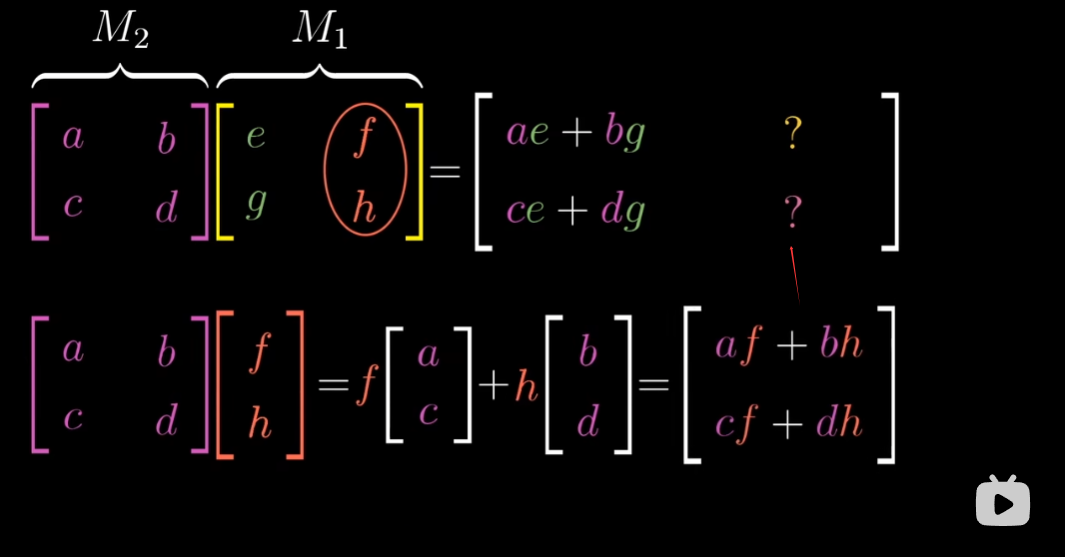 M₂ M₁
[a b; c d] [e f; g h] = [ae + bg ?; ce + dg ?]
[a b; c d] [f; h] = f [a; c] + h [b; d] = [af + bh; cf + dh]